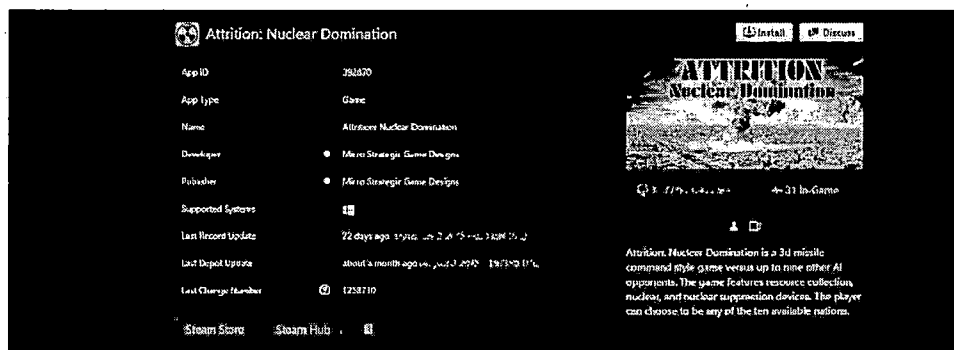 Attrition: Nuclear Domination
Install
Discuss
App ID
392670
App Type
Game
Name
Attrition: Nuclear Domination
Developer
Micro Strategic Game Designs
Publisher
Micro Strategic Game Designs
Supported Systems
Last Record Update
22 days ago
Last Depot Update
about a month ago
Last Change Number
1258710
Steam Store
Steam Hub
ATTRITION
Nuclear Domination
31 In-Game
Attrition: Nuclear Domination is a 3d missile
command style game versus up to nine other AI
opponents. The game features resource collection,
nuclear, and nuclear suppression devices. The player
can choose to be any of the ten available nations.